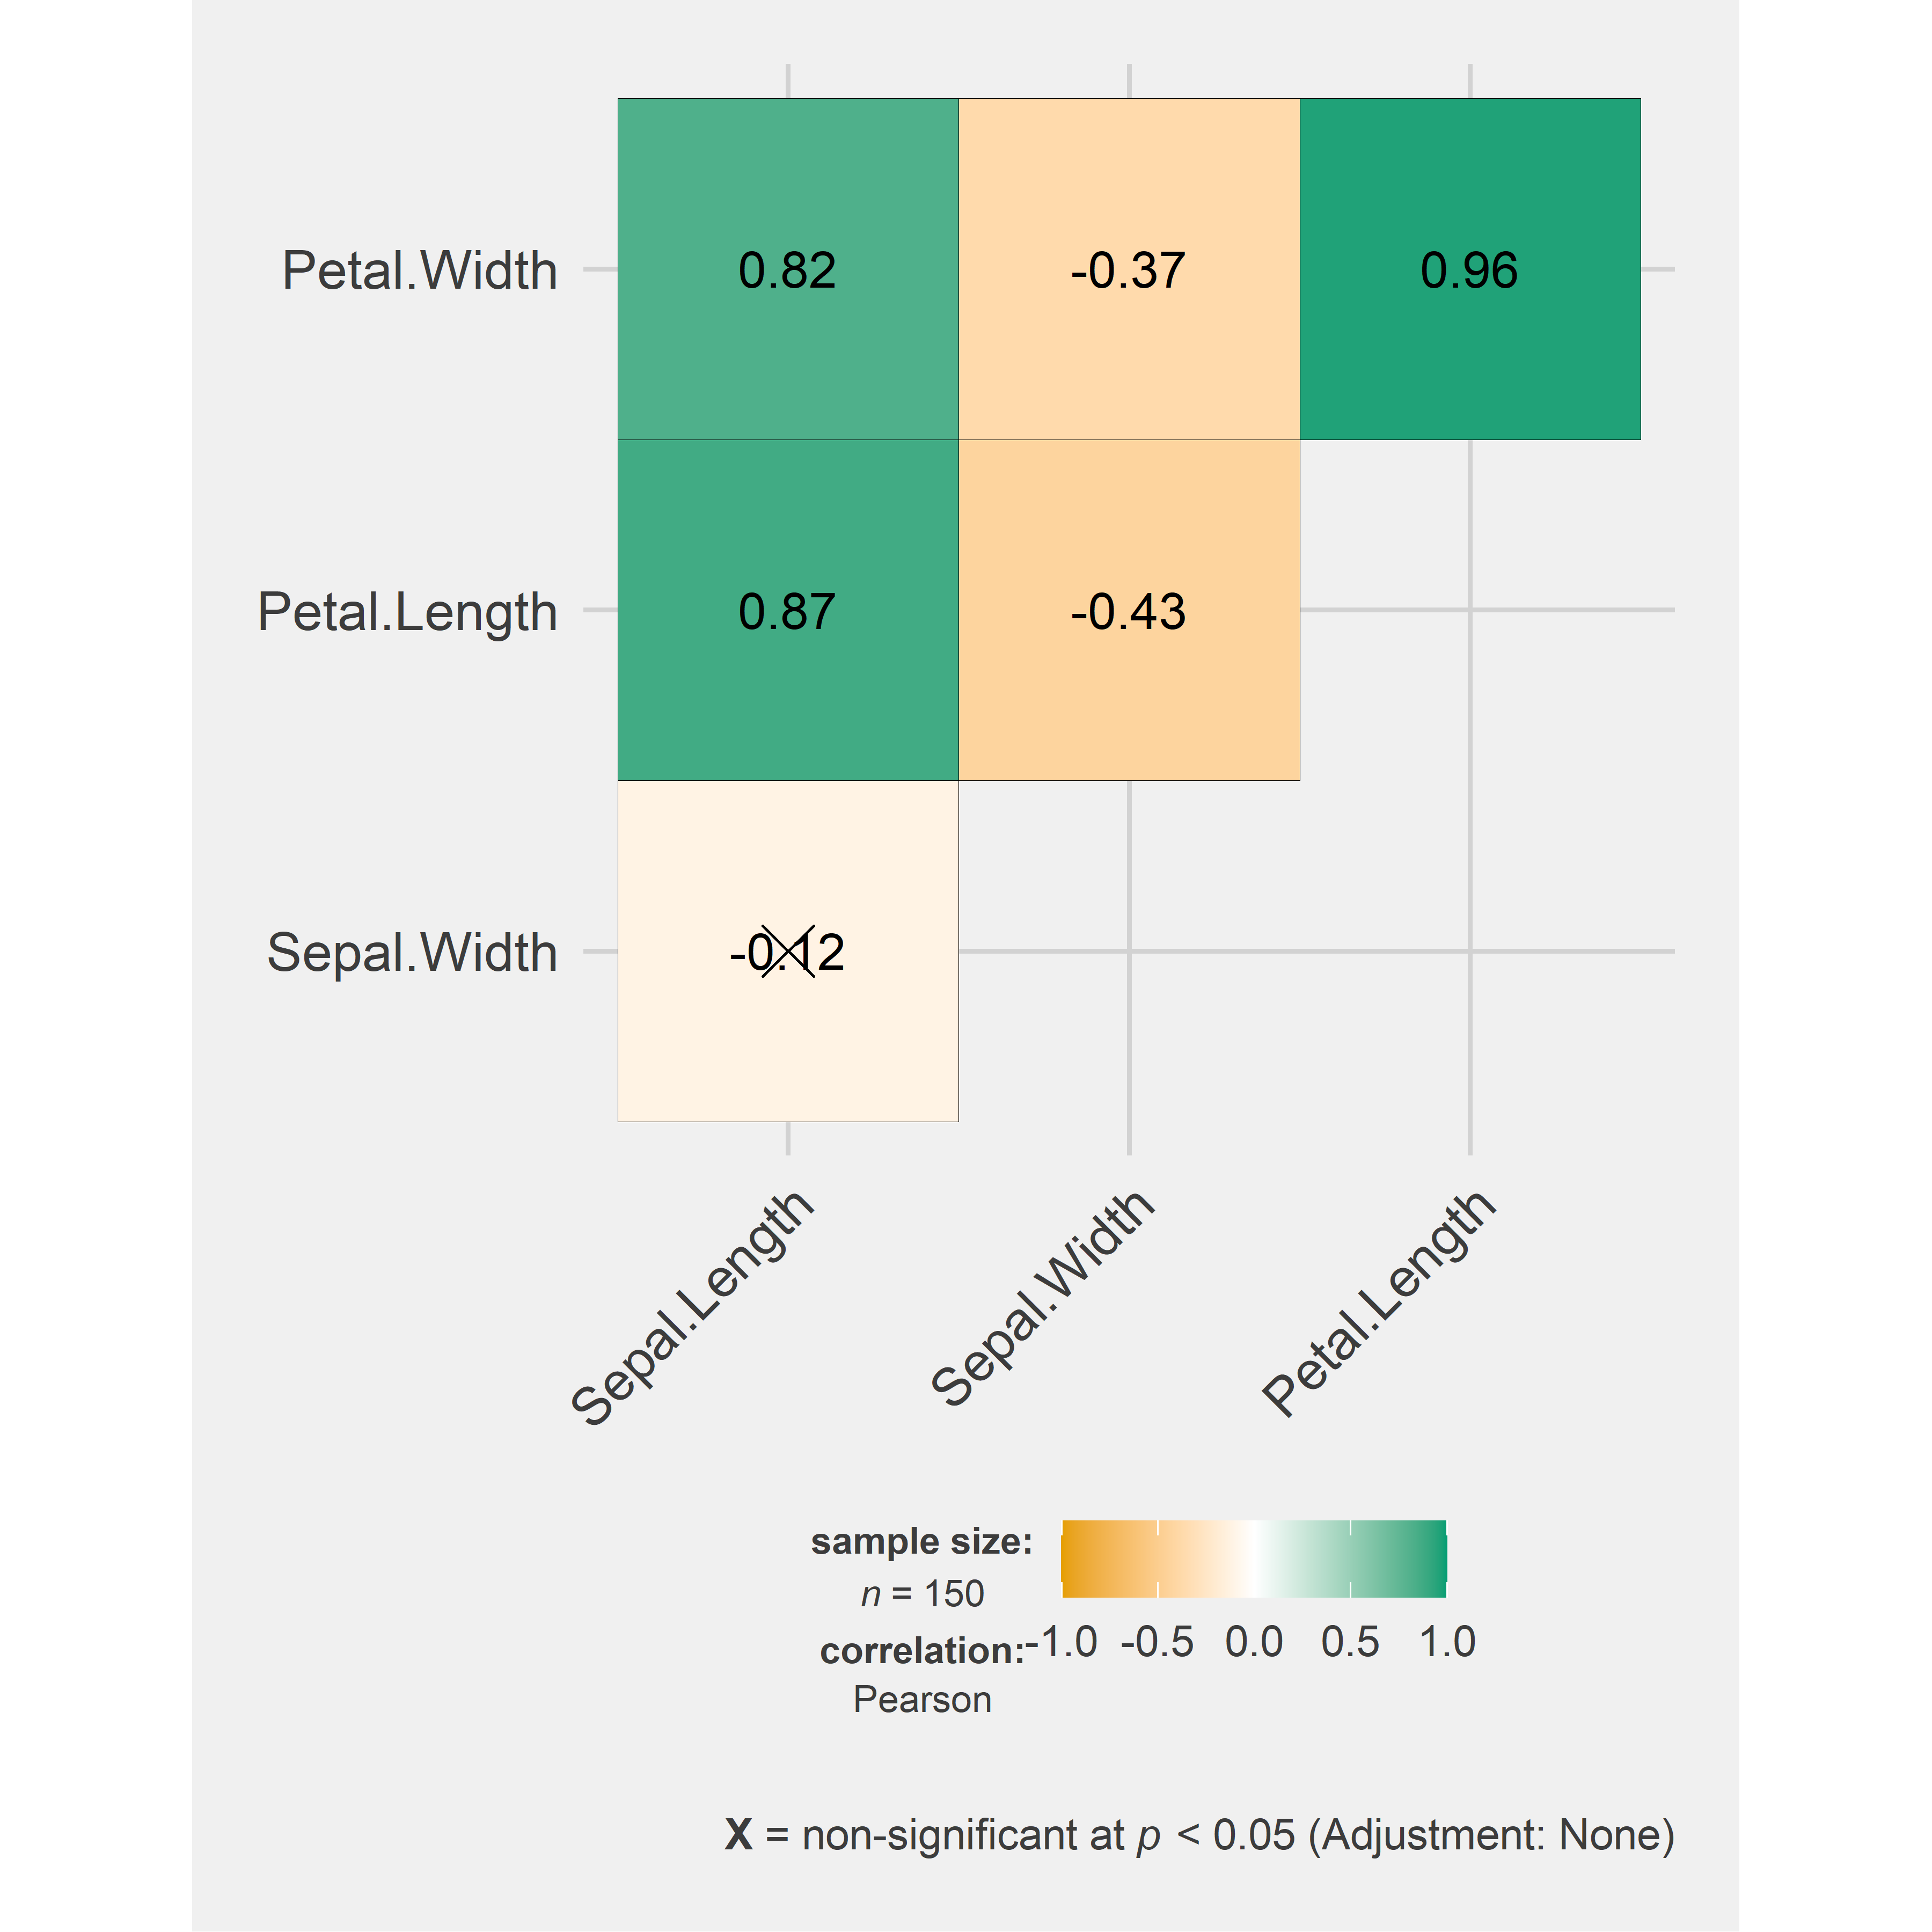 Petal.Width
0.82
-0.37
0.96
Petal.Length
0.87
-0.43
Sepal.Width
-0.12
Sepal.Length
Sepal.Width
Petal.Length
sample size:
n = 150
correlation:
Pearson
-1.0 -0.5 0.0 0.5 1.0
X = non-significant at p < 0.05 (Adjustment: None)